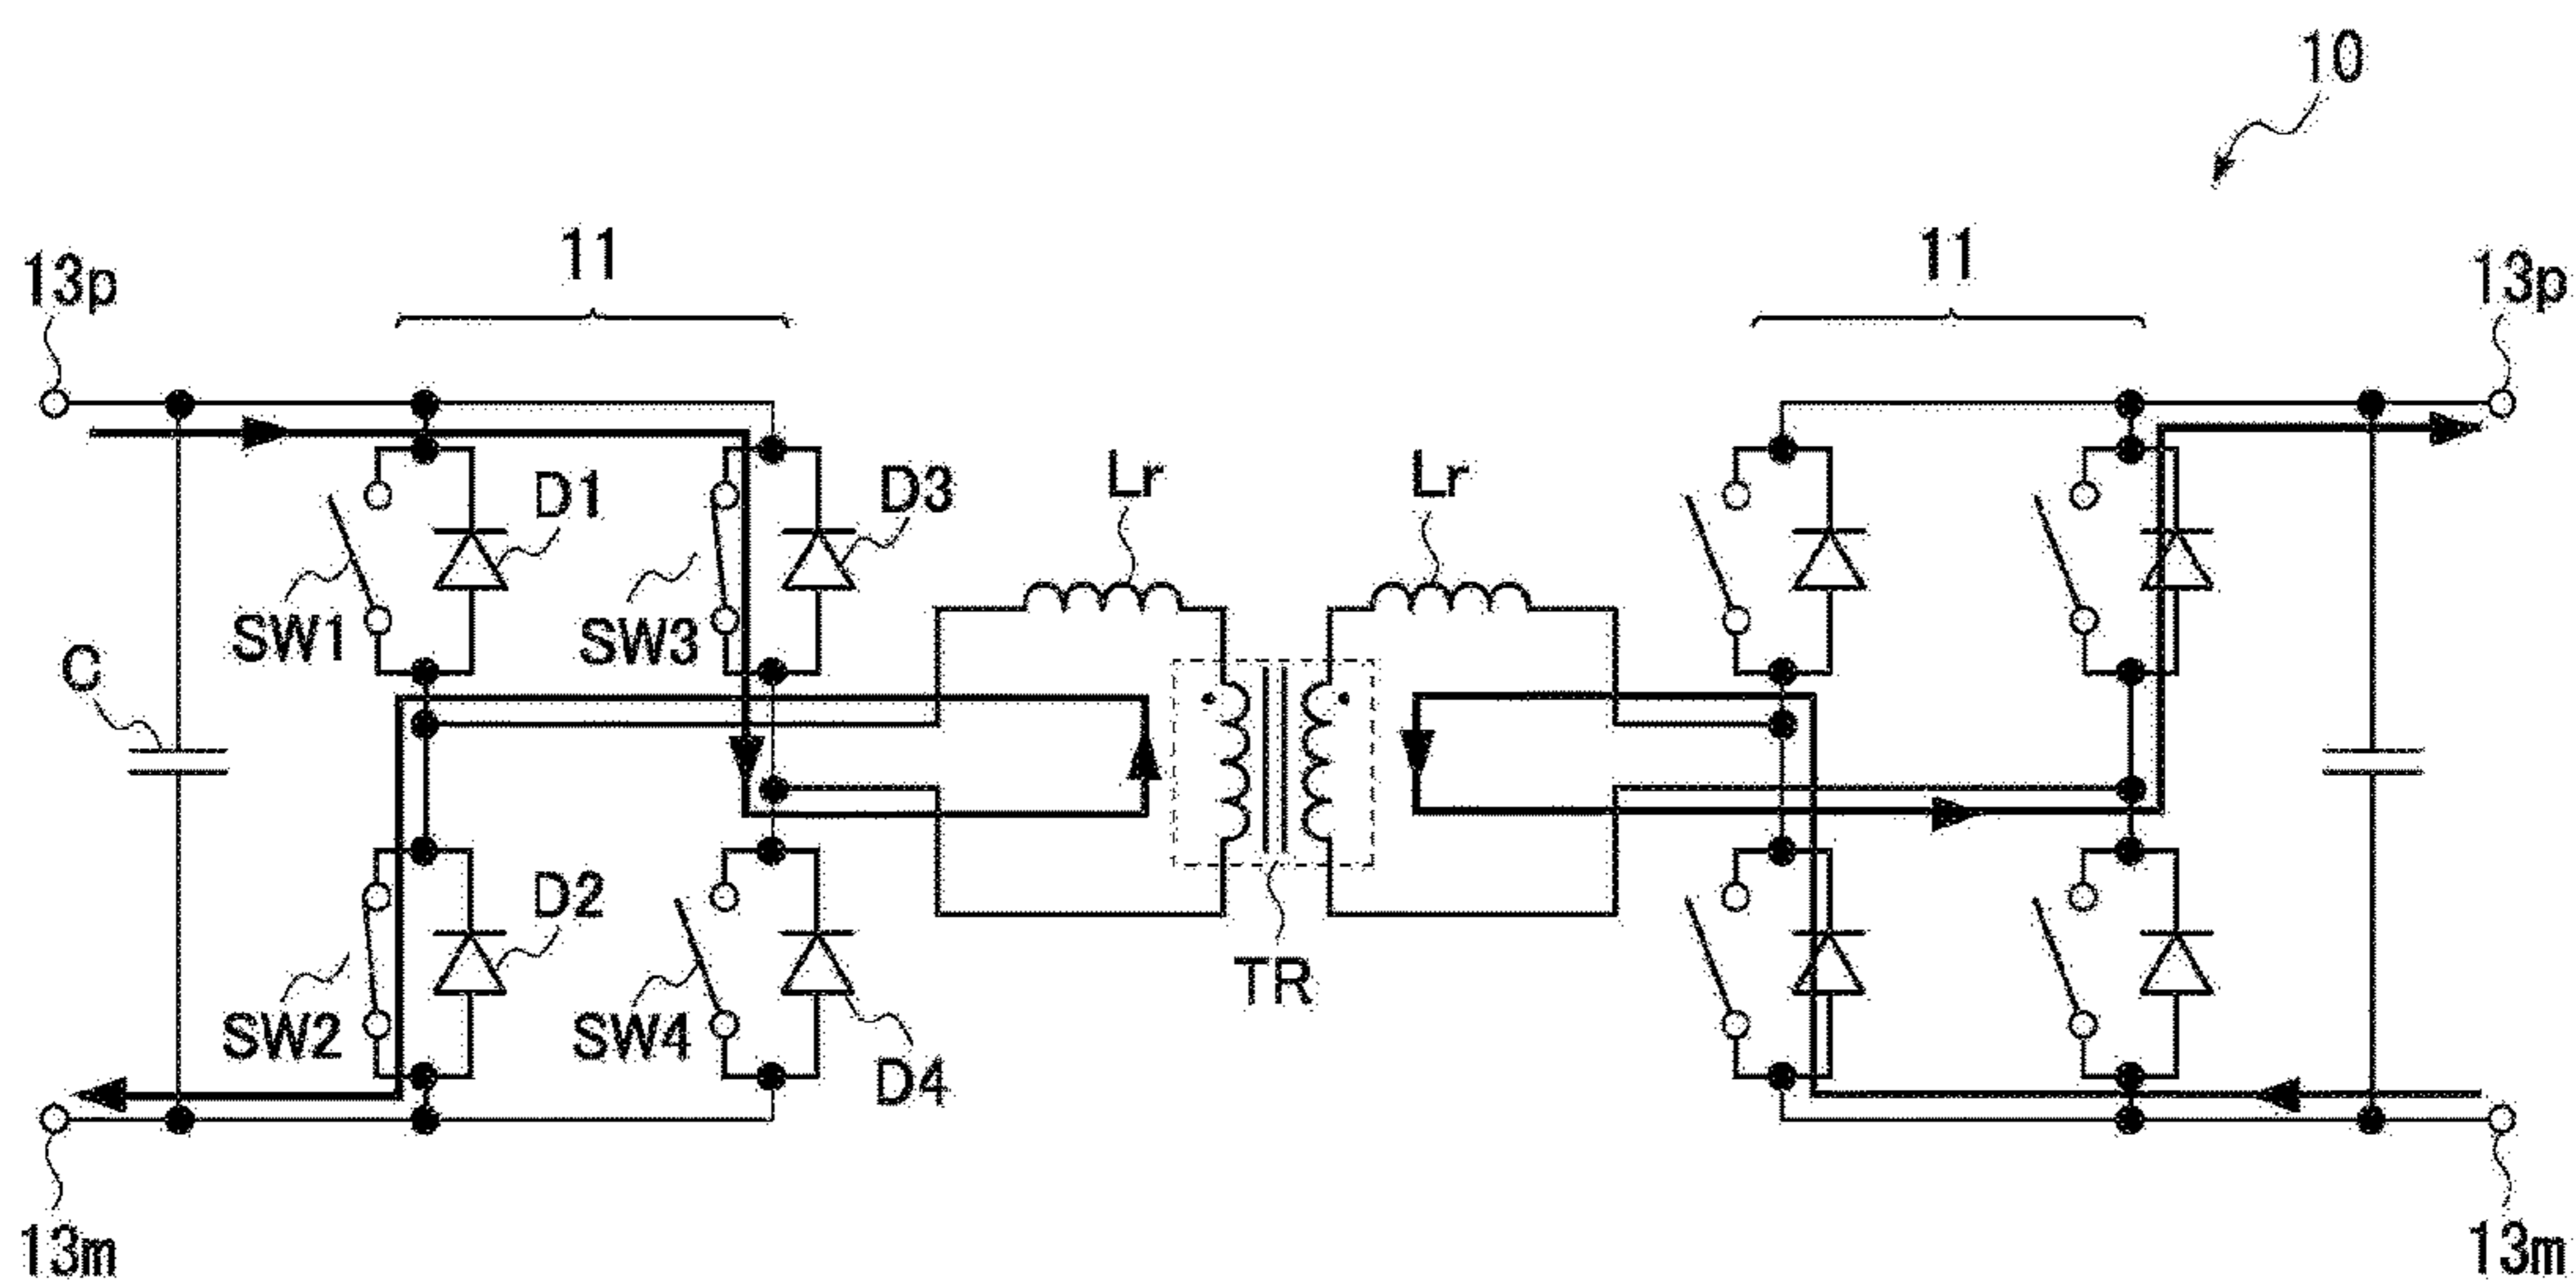 10
11 11
13p 13p
Lr Lr
D1 D3
SW1 SW3
C
D2
TR
SW2 SW4
D4
13m 13m